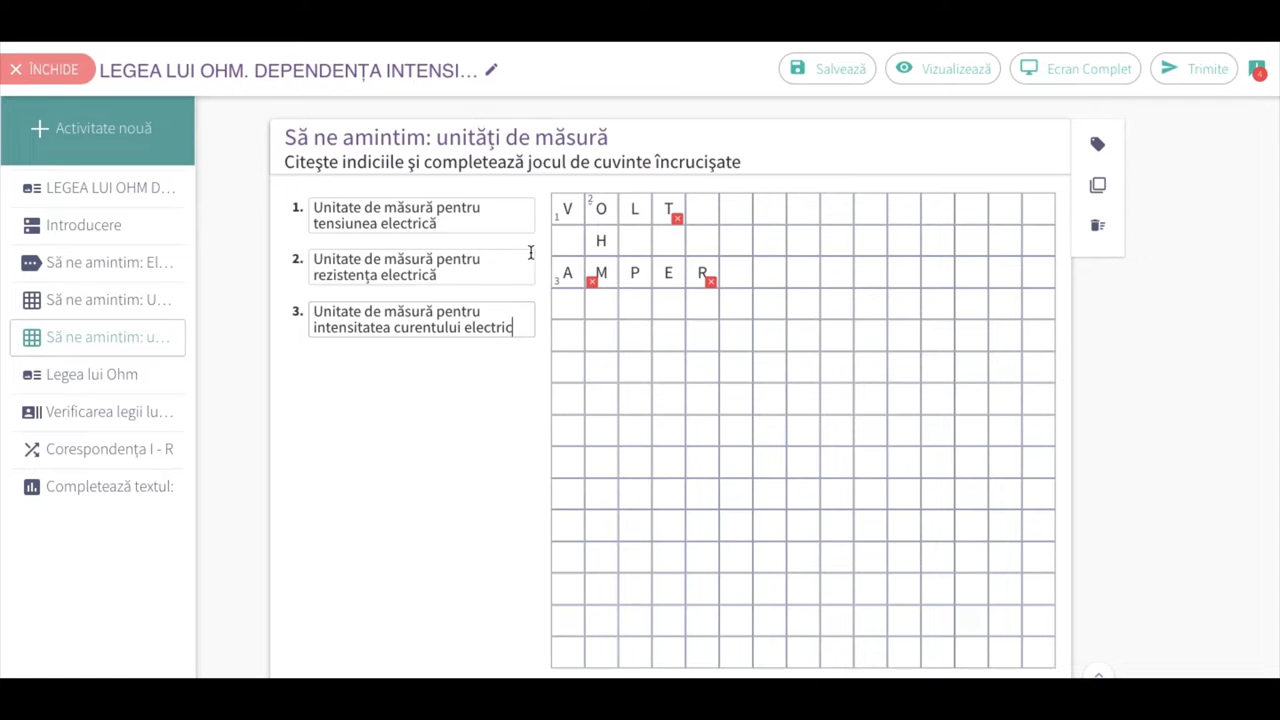 ÎNCHIDE
LEGEA LUI OHM. DEPENDENȚA INTENSI...
Salvează
Vizualizează
Ecran Complet
Trimite
4
Activitate nouă
LEGEA LUI OHM D...
Introducere
Să ne amintim: El...
Să ne amintim: U...
Să ne amintim: u...
Legea lui Ohm
Verificarea legii lu...
Corespondența I - R
Completează textul:
Să ne amintim: unități de măsură
Citește indiciile și completează jocul de cuvinte încrucișate
1. Unitate de măsură pentru
tensiunea electrică
2. Unitate de măsură pentru
rezistența electrică
3. Unitate de măsură pentru
intensitatea curentului electric
1 V 2 O L T
H
3 A M P E R